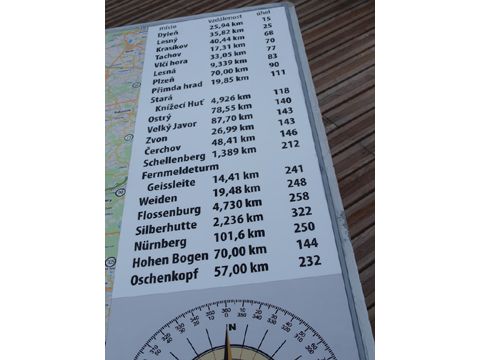 místo Vzdálenost úhel
Dyleň 25,94 km 15
Lesný 35,82 km 25
Krasíkov 40,44 km 68
Tachov 17,31 km 70
Vlčí hora 33,05 km 77
Lesná 9,339 km 83
Plzeň 70,00 km 90
Přimda hrad 19,85 km 111
Stará
Knížecí Huť 4,926 km 118
Ostrý 78,55 km 140
Velký Javor 87,70 km 143
Zvon 26,99 km 143
Čerchov 48,41 km 146
Schellenberg 1,389 km 212
Fernmeldeturm
Geissleite 14,41 km 241
Weiden 19,48 km 248
Flossenburg 4,730 km 258
Silberhutte 2,236 km 322
Nürnberg 101,6 km 250
Hohen Bogen 70,00 km 144
Oschenkopf 57,00 km 232
N